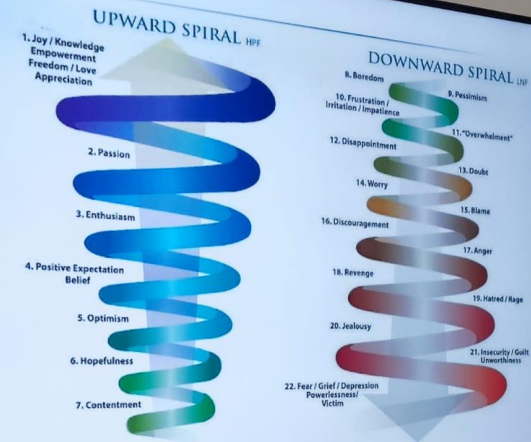 UPWARD SPIRAL HPF
1. Joy / Knowledge
Empowerment
Freedom / Love
Appreciation
2. Passion
3. Enthusiasm
4. Positive Expectation
Belief
5. Optimism
6. Hopefulness
7. Contentment
DOWNWARD SPIRAL LNF
8. Boredom
9. Pessimism
10. Frustration /
Irritation / Impatience
11. "Overwhelment"
12. Disappointment
13. Doubt
14. Worry
15. Blame
16. Discouragement
17. Anger
18. Revenge
19. Hatred / Rage
20. Jealousy
21. Insecurity / Guilt
Unworthiness
22. Fear / Grief / Depression
Powerlessness/
Victim